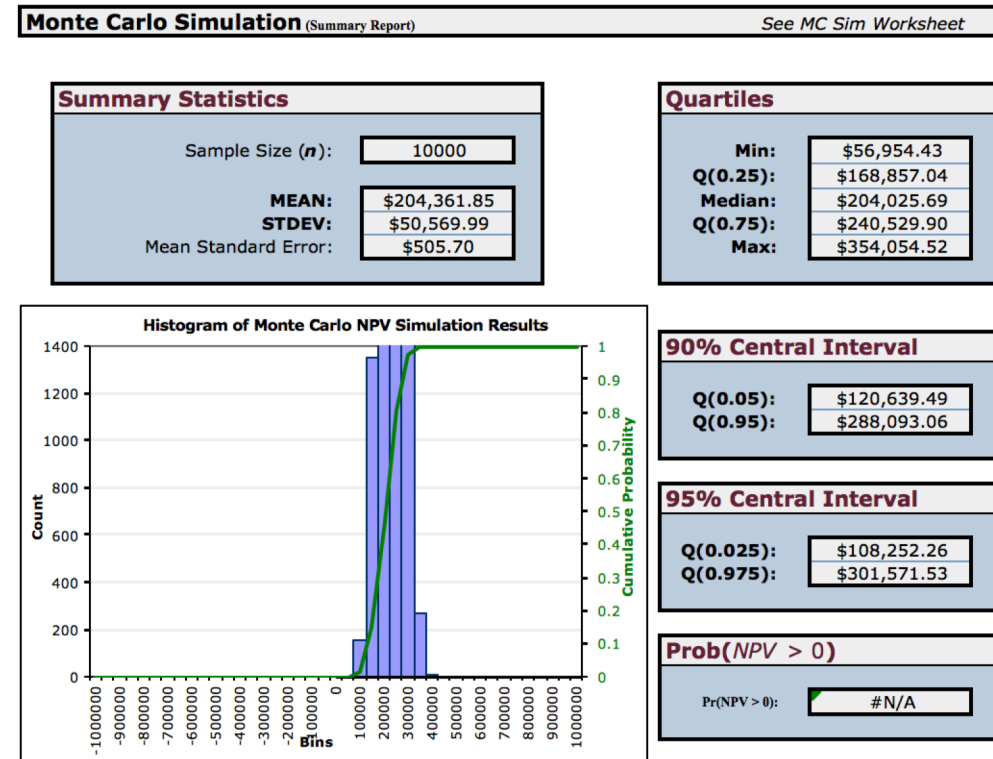 Monte Carlo Simulation (Summary Report) See MC Sim Worksheet
Summary Statistics
Sample Size (n): 10000
MEAN: $204,361.85
STDEV: $50,569.99
Mean Standard Error: $505.70
Quartiles
Min: $56,954.43
Q(0.25): $168,857.04
Median: $204,025.69
Q(0.75): $240,529.90
Max: $354,054.52
Histogram of Monte Carlo NPV Simulation Results
Count
1400
1200
1000
800
600
400
200
0
1
0.9
0.8
0.7
0.6
0.5
0.4
0.3
0.2
0.1
0
Cumulative Probability
-1000000
-900000
-800000
-700000
-600000
-500000
-400000
-300000
-200000
-100000
0
100000
200000
300000
400000
500000
600000
700000
800000
900000
1000000
Bins
90% Central Interval
Q(0.05): $120,639.49
Q(0.95): $288,093.06
95% Central Interval
Q(0.025): $108,252.26
Q(0.975): $301,571.53
Prob(NPV > 0)
Pr(NPV > 0): #N/A